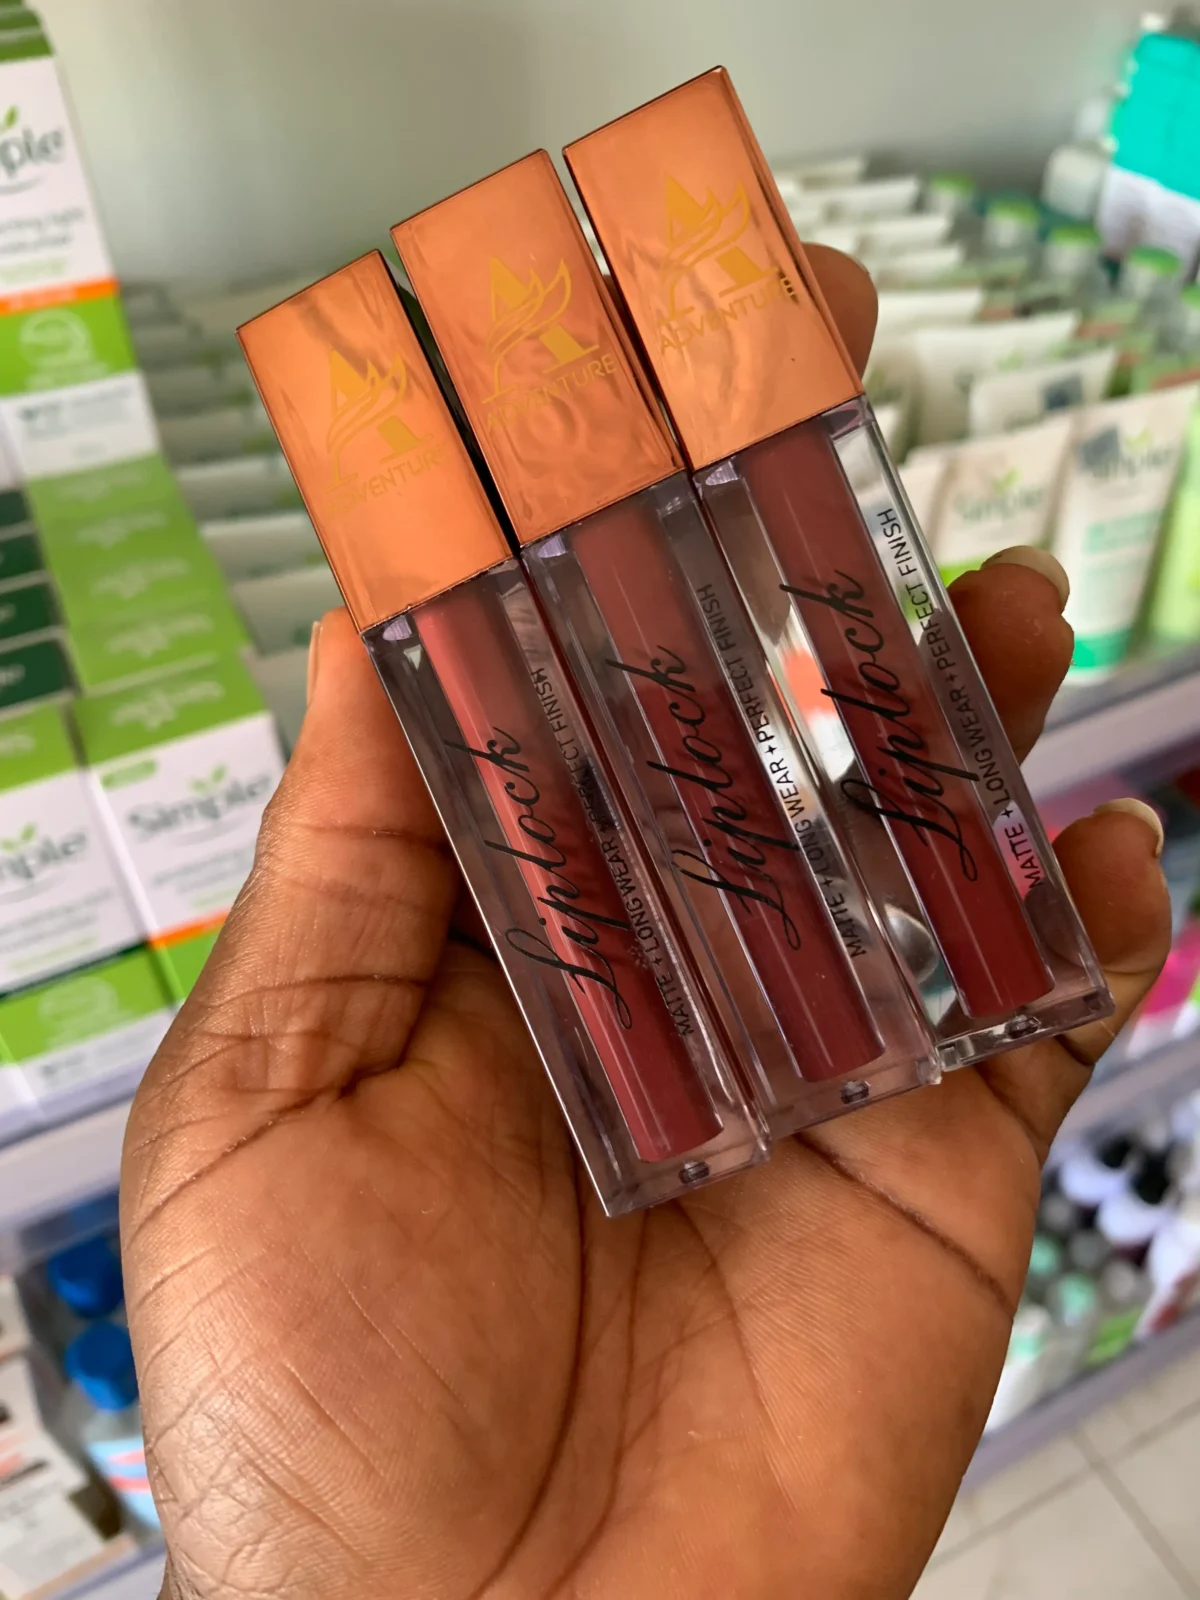 A
ADVENTURE
Liplock
MATTE + LONG WEAR + PERFECT FINISH
A
ADVENTURE
Liplock
MATTE + LONG WEAR + PERFECT FINISH
A
ADVENTURE
Liplock
MATTE + LONG WEAR + PERFECT FINISH
Simple
Simple
Simple